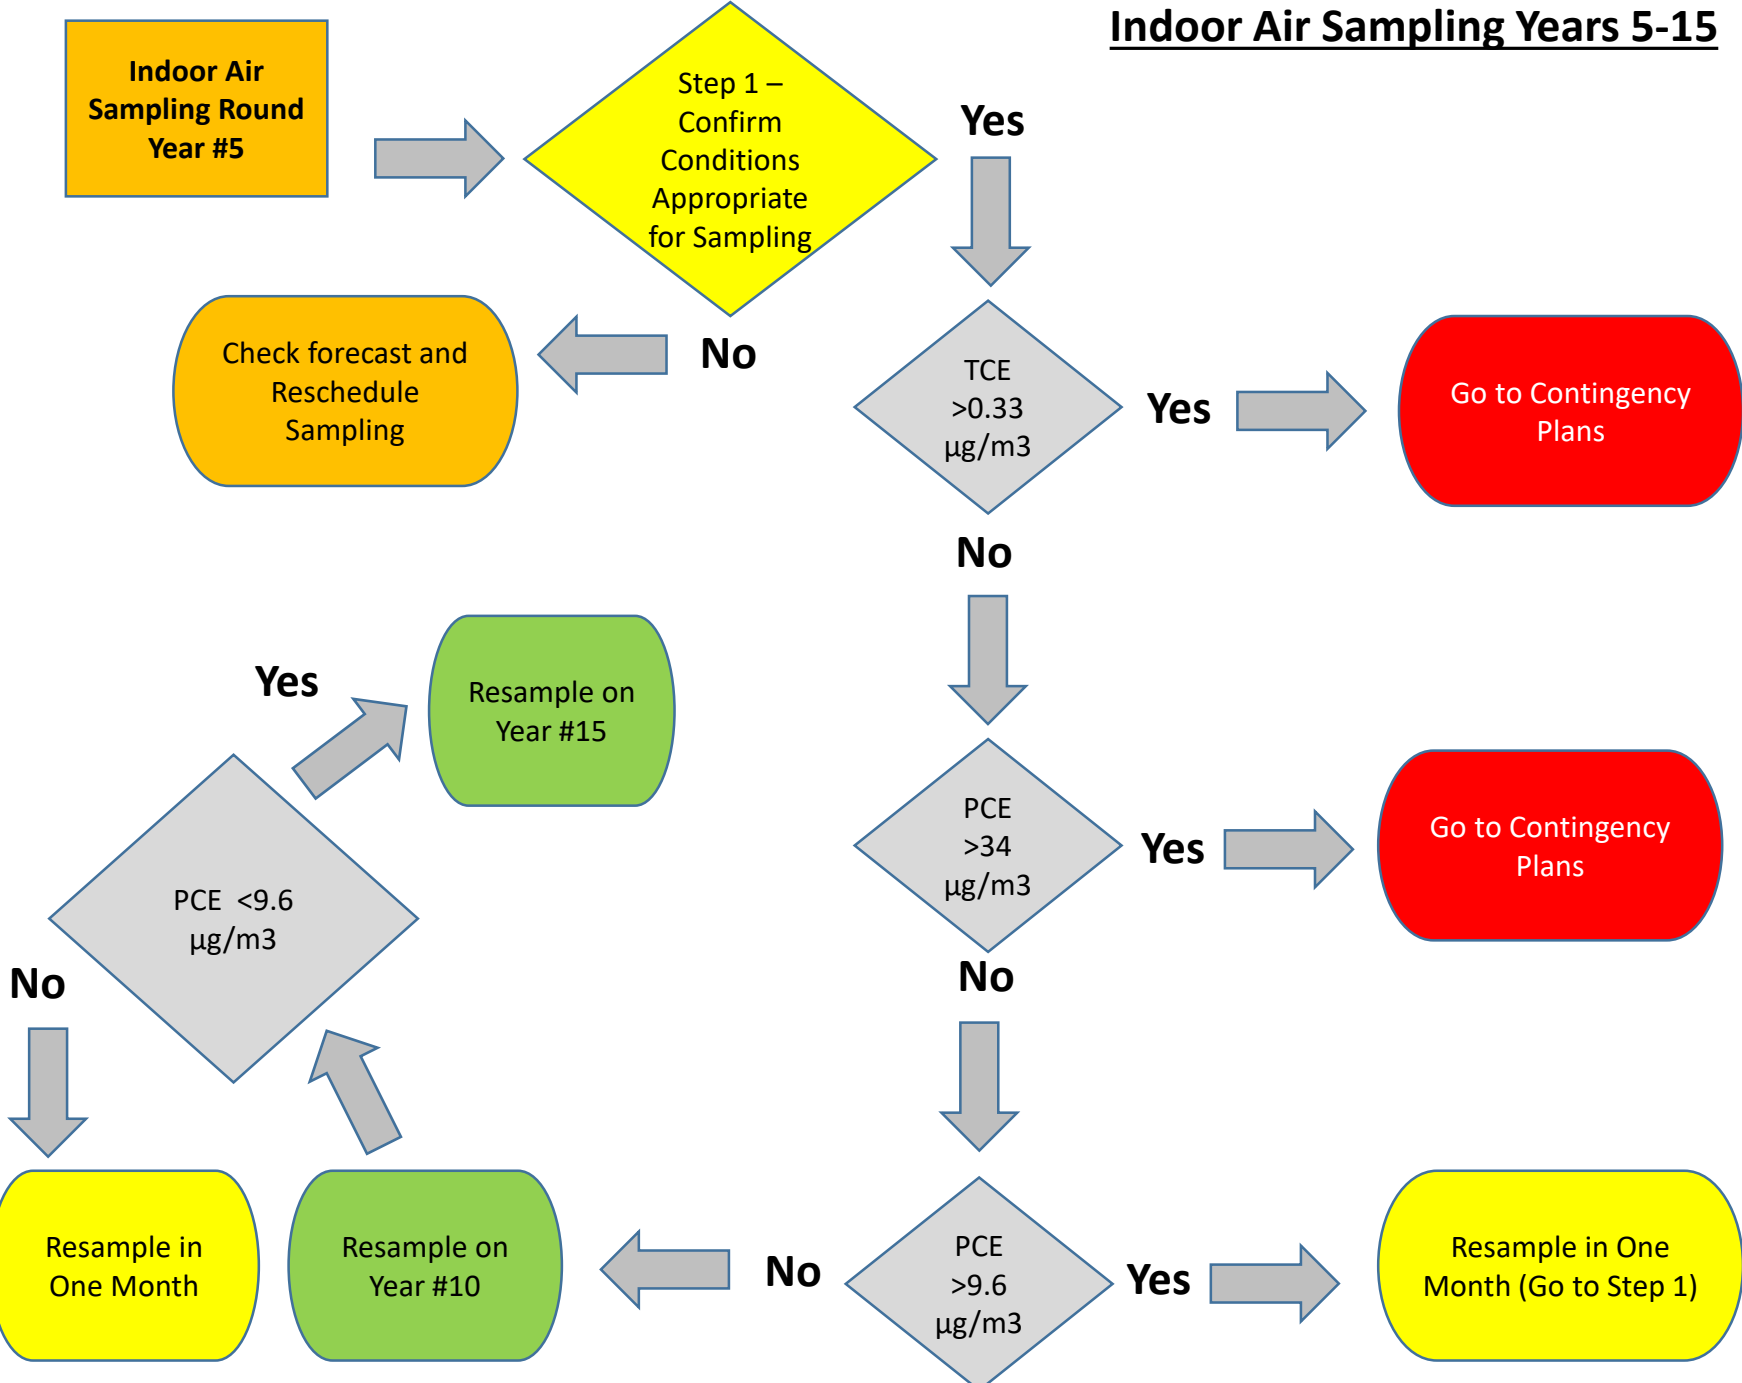 Indoor Air Sampling Years 5-15
Indoor Air
Sampling Round
Year #5
Step 1 –
Confirm
Conditions
Appropriate
for Sampling
Yes
No
Check forecast and
Reschedule
Sampling
TCE
>0.33
µg/m3
Yes
Go to Contingency
Plans
No
PCE
>34
µg/m3
Yes
Go to Contingency
Plans
No
PCE
>9.6
µg/m3
Yes
Resample in One
Month (Go to Step 1)
No
Resample on
Year #10
PCE  <9.6
µg/m3
Yes
Resample on
Year #15
No
Resample in
One Month